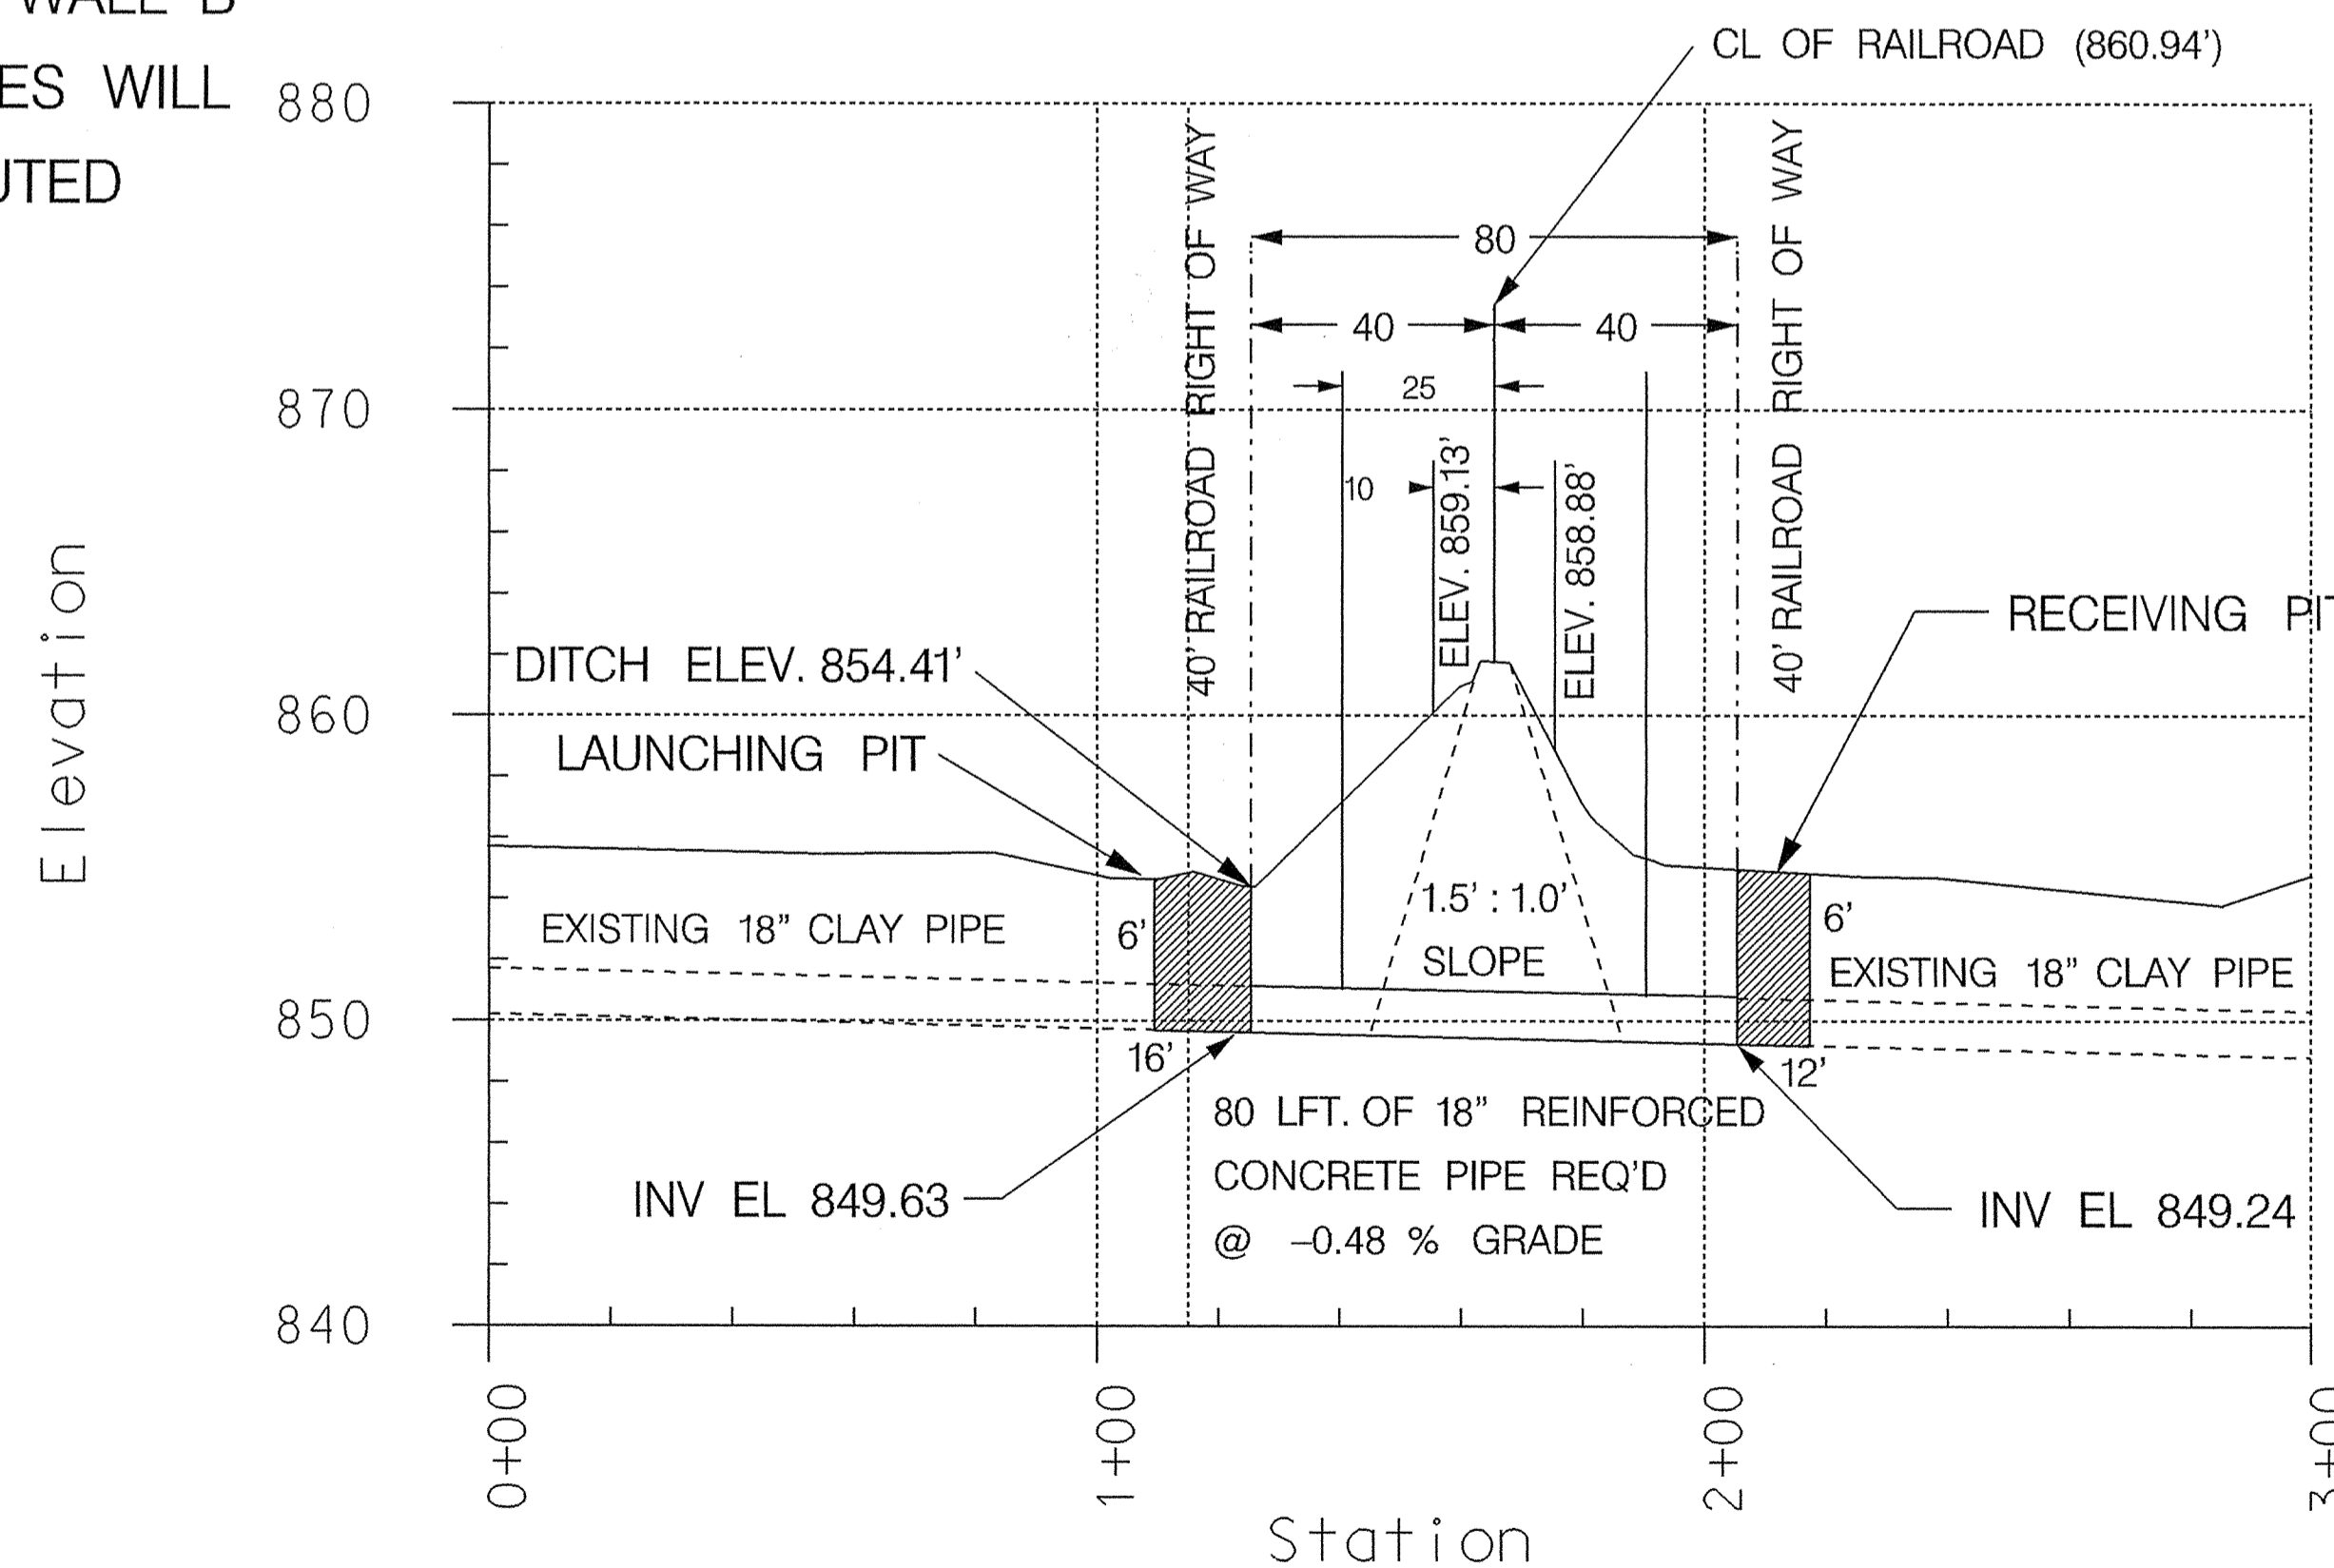 WALL B
ES WILL
UTED
CL OF RAILROAD (860.94')
880
870
860
850
840
Elevation
40' RAILROAD RIGHT OF WAY
80
40
40
25
10
ELEV. 859.13'
ELEV. 858.88'
40' RAILROAD RIGHT OF WAY
RECEIVING PIT
DITCH ELEV. 854.41'
LAUNCHING PIT
1.5' : 1.0'
SLOPE
EXISTING 18" CLAY PIPE
6'
6'
EXISTING 18" CLAY PIPE
16'
12'
80 LFT. OF 18" REINFORCED
CONCRETE PIPE REQ'D
@ –0.48 % GRADE
INV EL 849.63
INV EL 849.24
0+00
1+00
2+00
3+00
Station